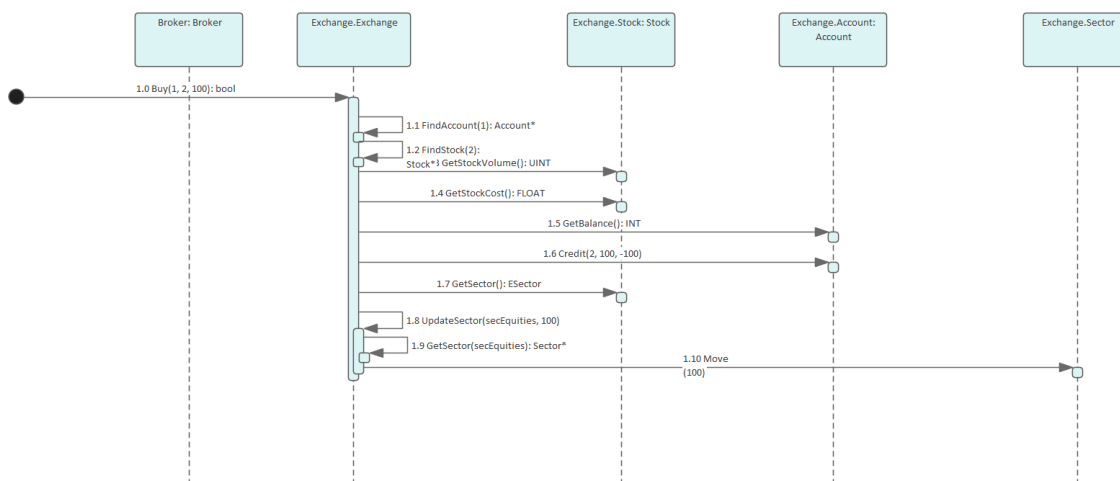 Broker: Broker
Exchange.Exchange
Exchange.Stock: Stock
Exchange.Account:
Account
Exchange.Sector
1.0 Buy(1, 2, 100): bool
1.1 FindAccount(1): Account*
1.2 FindStock(2):
Stock*
3 GetStockVolume(): UINT
1.4 GetStockCost(): FLOAT
1.5 GetBalance(): INT
1.6 Credit(2, 100, -100)
1.7 GetSector(): ESector
1.8 UpdateSector(secEquities, 100)
1.9 GetSector(secEquities): Sector*
1.10 Move
(100)